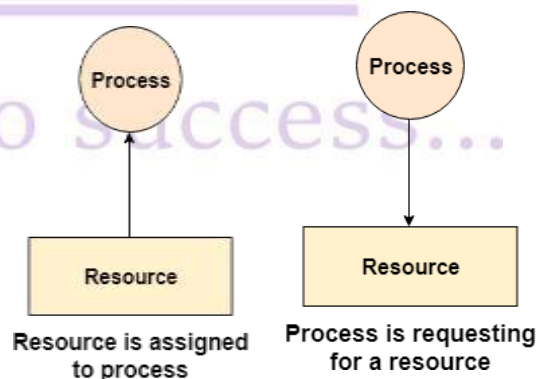 Process
Process
o success...
Resource
Resource
Resource is assigned
to process
Process is requesting
for a resource